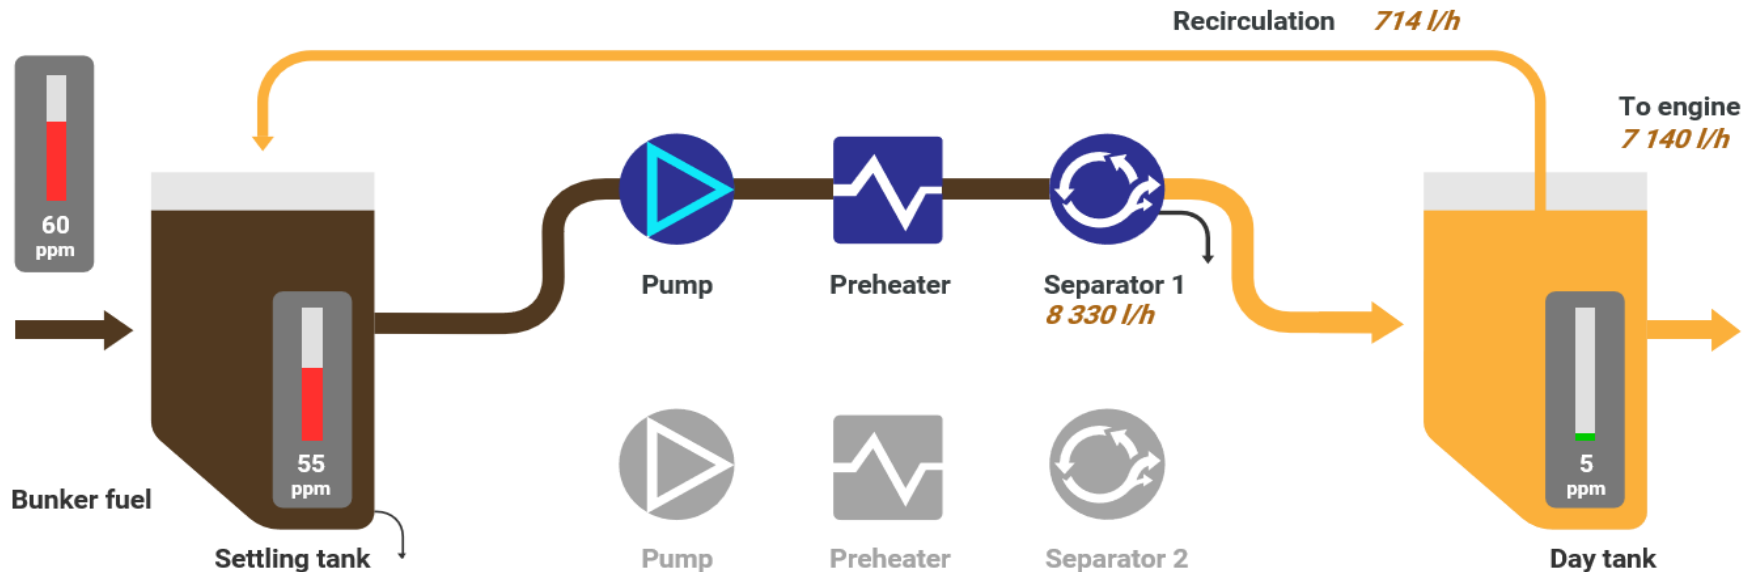 Recirculation 714 l/h
To engine
7 140 l/h
60
ppm
Pump
Preheater
Separator 1
8 330 l/h
55
ppm
5
ppm
Bunker fuel
Settling tank
Pump
Preheater
Separator 2
Day tank